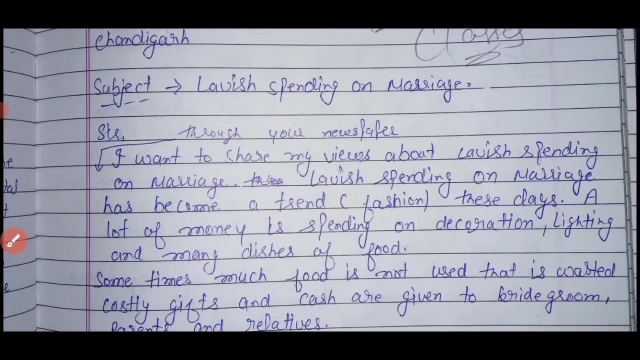 Classes
Chandigarh
Subject → Lavish Spending on Marriage.
Sir, through your newspaper
I want to share my views about Lavish spending
on Marriage. Lavish spending on Marriage
has become a trend (fashion) these days. A
lot of money is spending on decoration, Lighting
and many dishes of food.
Some times much food is not used that is wasted
costly gifts and cash are given to bride groom,
Parents and relatives.